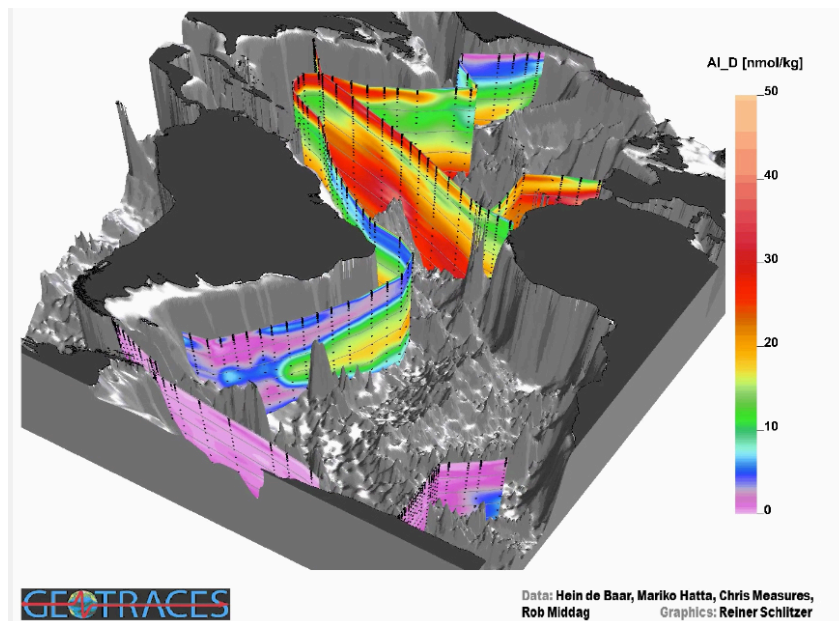 Al_D [nmol/kg]
50
40
30
20
10
0
GEOTRACES
Data: Hein de Baar, Mariko Hatta, Chris Measures,
Rob Middag Graphics: Reiner Schlitzer